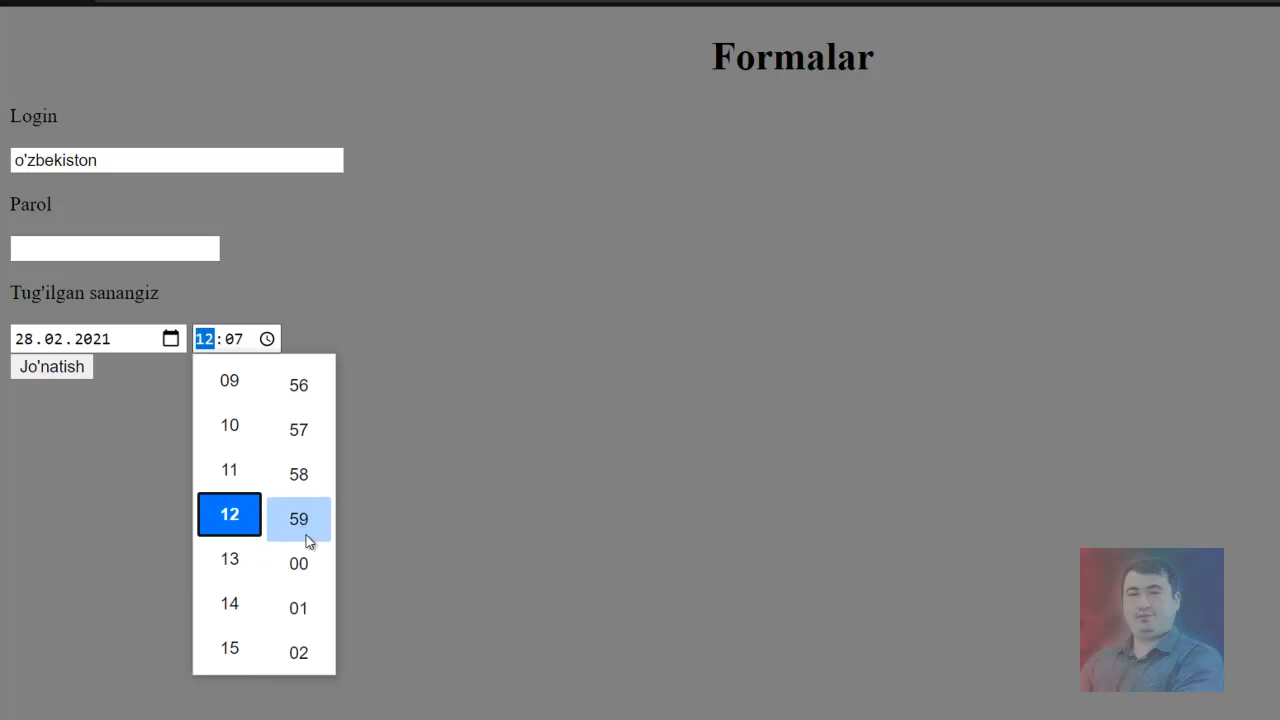 Formalar
Login
o'zbekiston
Parol
Tug'ilgan sanangiz
28.02.2021 12:07
Jo'natish
09 56
10 57
11 58
12 59
13 00
14 01
15 02